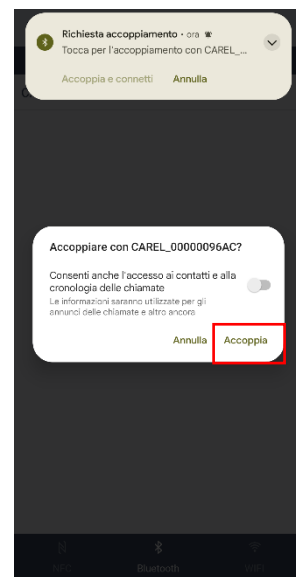 Richiesta accoppiamento • ora
Tocca per l'accoppiamento con CAREL_...
Accoppia e connetti Annulla
C
Accoppiare con CAREL_00000096AC?
Consenti anche l'accesso ai contatti e alla
cronologia delle chiamate
Le informazioni saranno utilizzate per gli
annunci delle chiamate e altro ancora
Annulla Accoppia
NFC Bluetooth WIFI